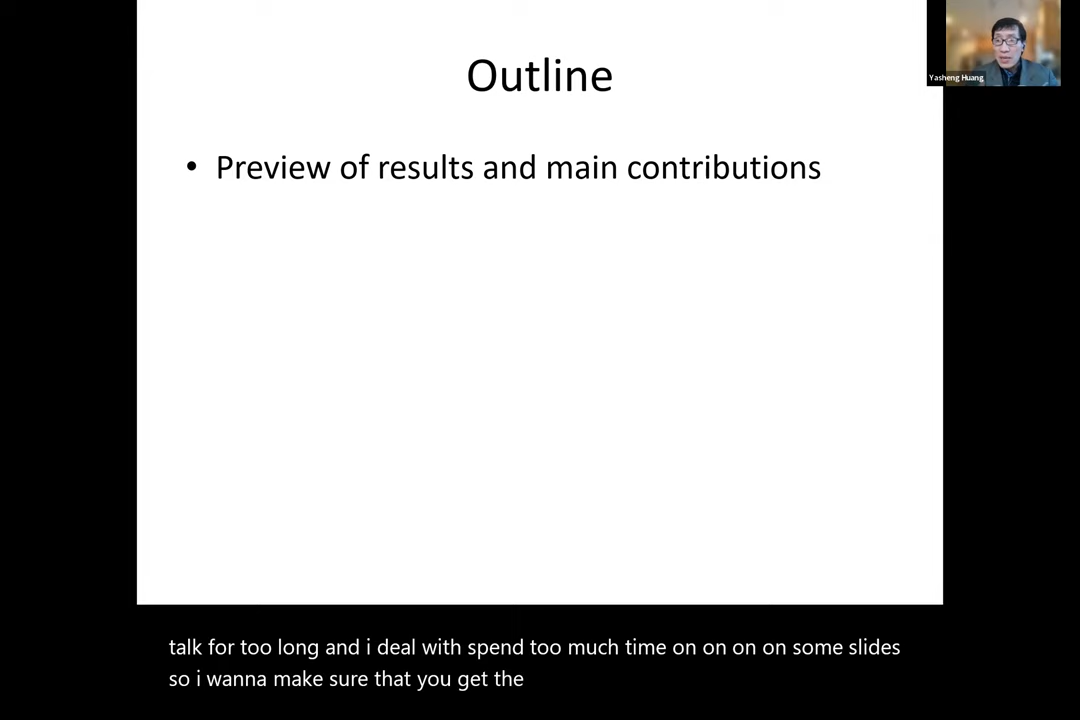 Outline
Yasheng Huang
• Preview of results and main contributions
talk for too long and i deal with spend too much time on on on on some slides
so i wanna make sure that you get the